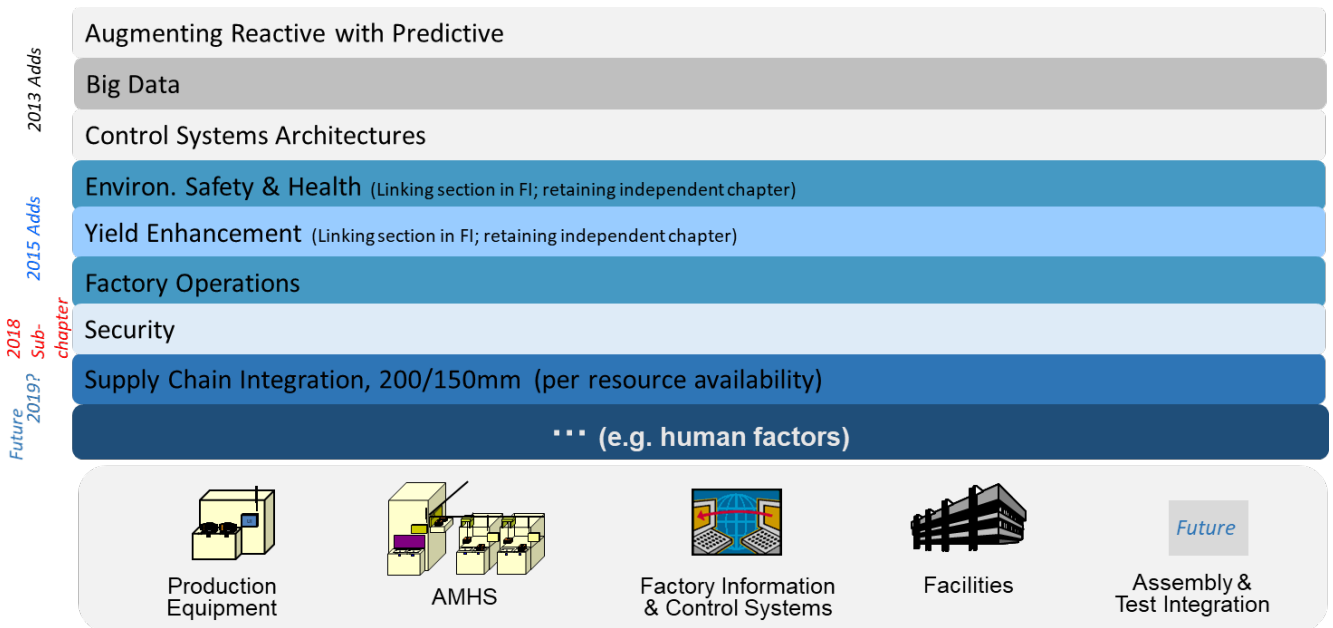 2013 Adds
Augmenting Reactive with Predictive
Big Data
Control Systems Architectures
2015 Adds
Environ. Safety & Health (Linking section in FI; retaining independent chapter)
Yield Enhancement (Linking section in FI; retaining independent chapter)
Factory Operations
2018
Sub-
chapter
Security
2019?
Supply Chain Integration, 200/150mm (per resource availability)
Future
... (e.g. human factors)
Production
Equipment
AMHS
Factory Information
& Control Systems
Facilities
Future
Assembly &
Test Integration